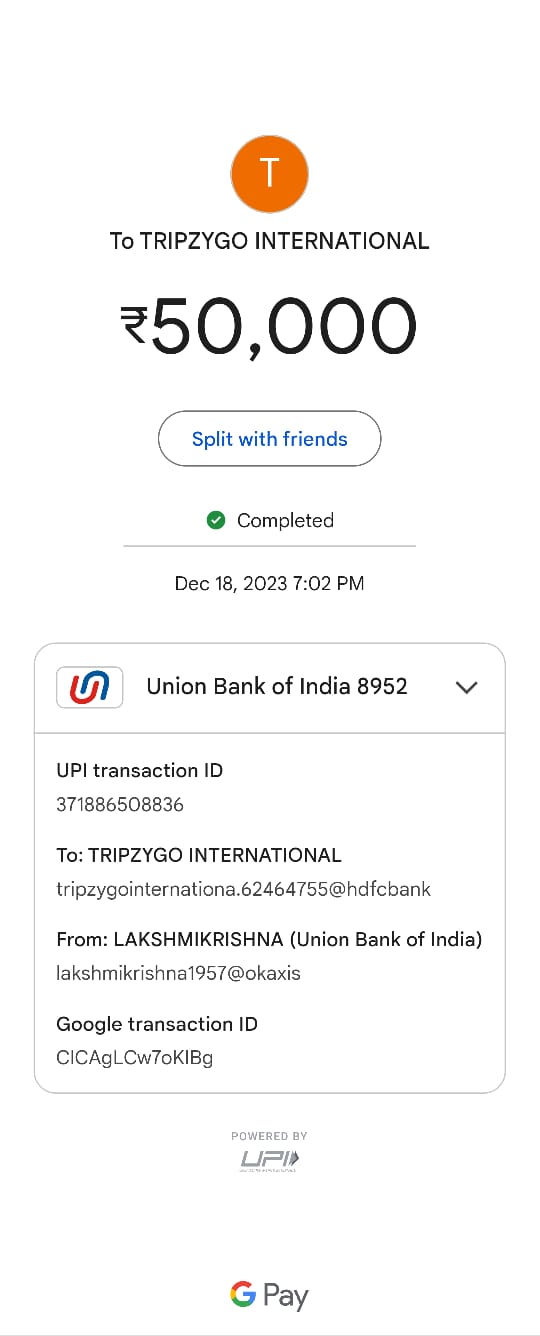 T
To TRIPZYGO INTERNATIONAL
₹50,000
Split with friends
Completed
Dec 18, 2023 7:02 PM
Union Bank of India 8952
UPI transaction ID
371886508836
To: TRIPZYGO INTERNATIONAL
tripzygointernationa.62464755@hdfcbank
From: LAKSHMIKRISHNA (Union Bank of India)
lakshmikrishna1957@okaxis
Google transaction ID
CICAgLCw7oKIBg
POWERED BY
UPI
G Pay